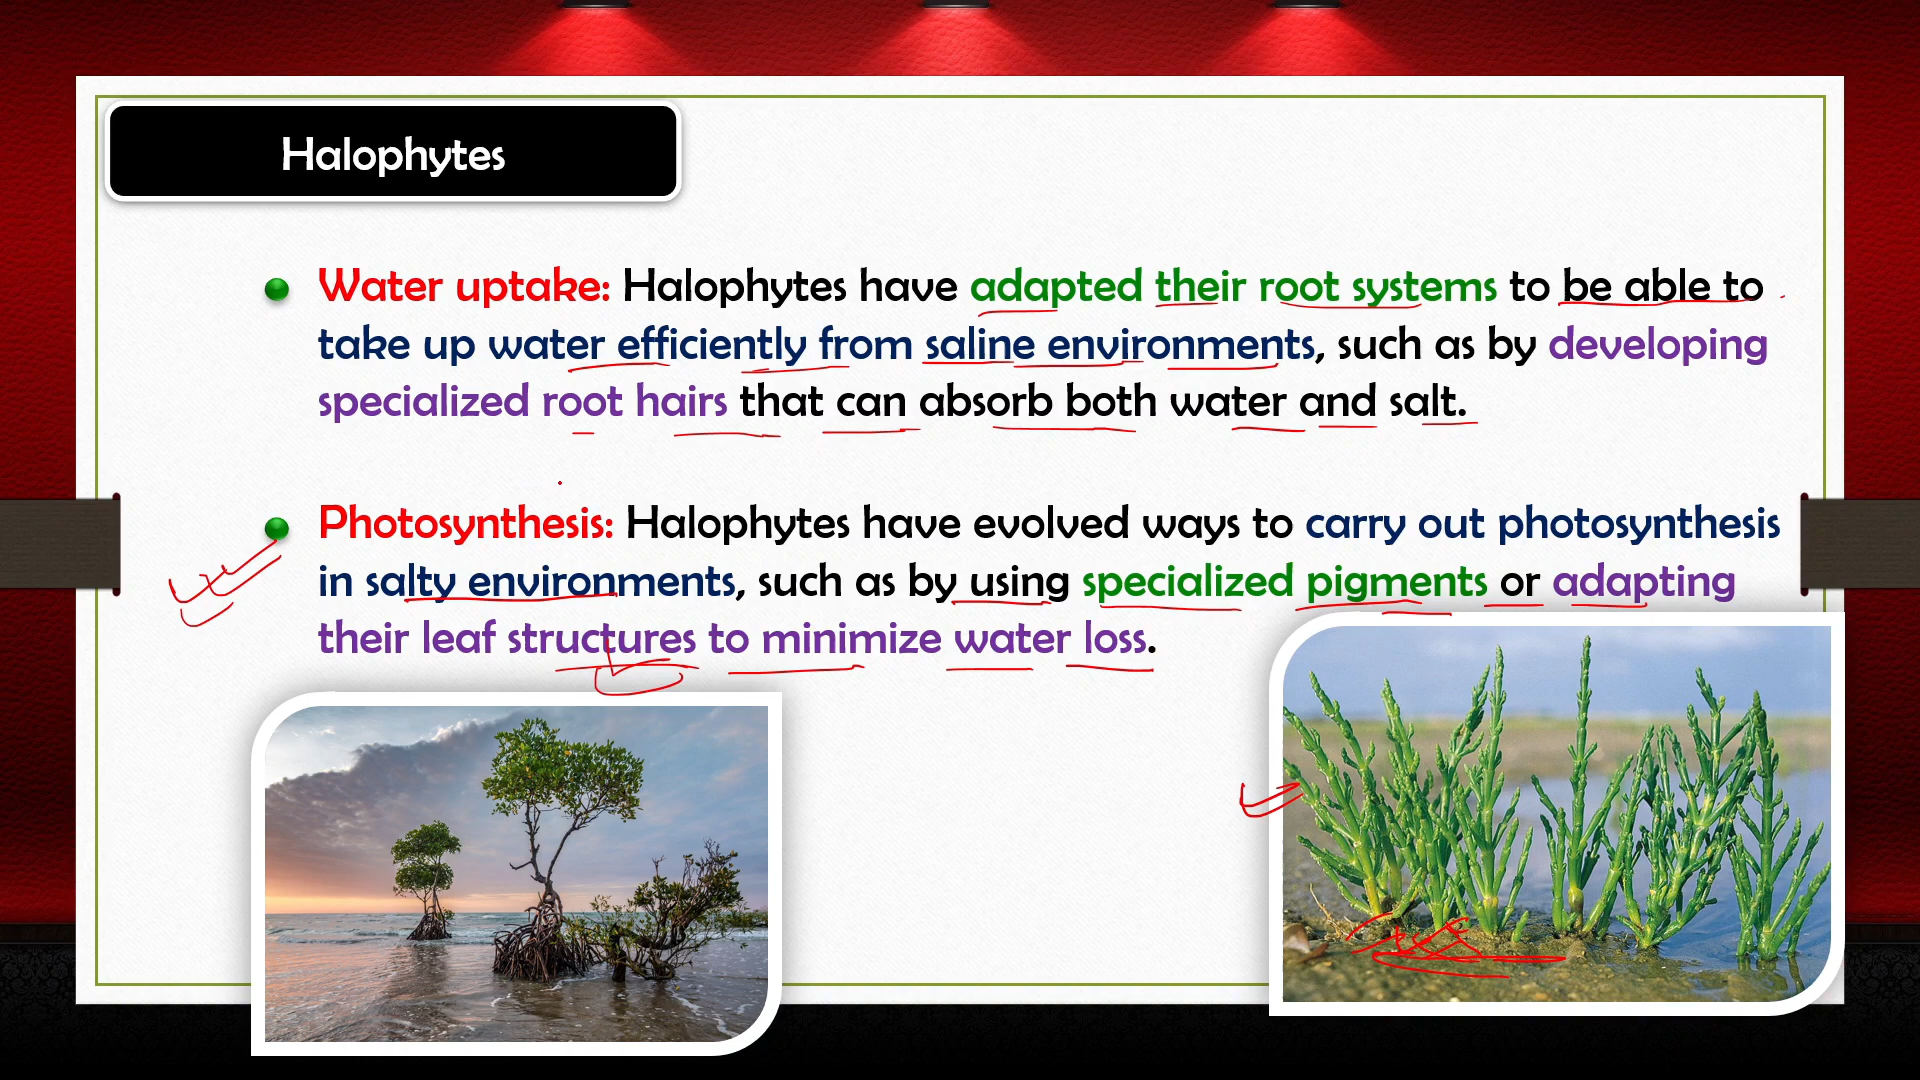 Halophytes
Water uptake: Halophytes have adapted their root systems to be able to
take up water efficiently from saline environments, such as by developing
specialized root hairs that can absorb both water and salt.
Photosynthesis: Halophytes have evolved ways to carry out photosynthesis
in salty environments, such as by using specialized pigments or adapting
their leaf structures to minimize water loss.